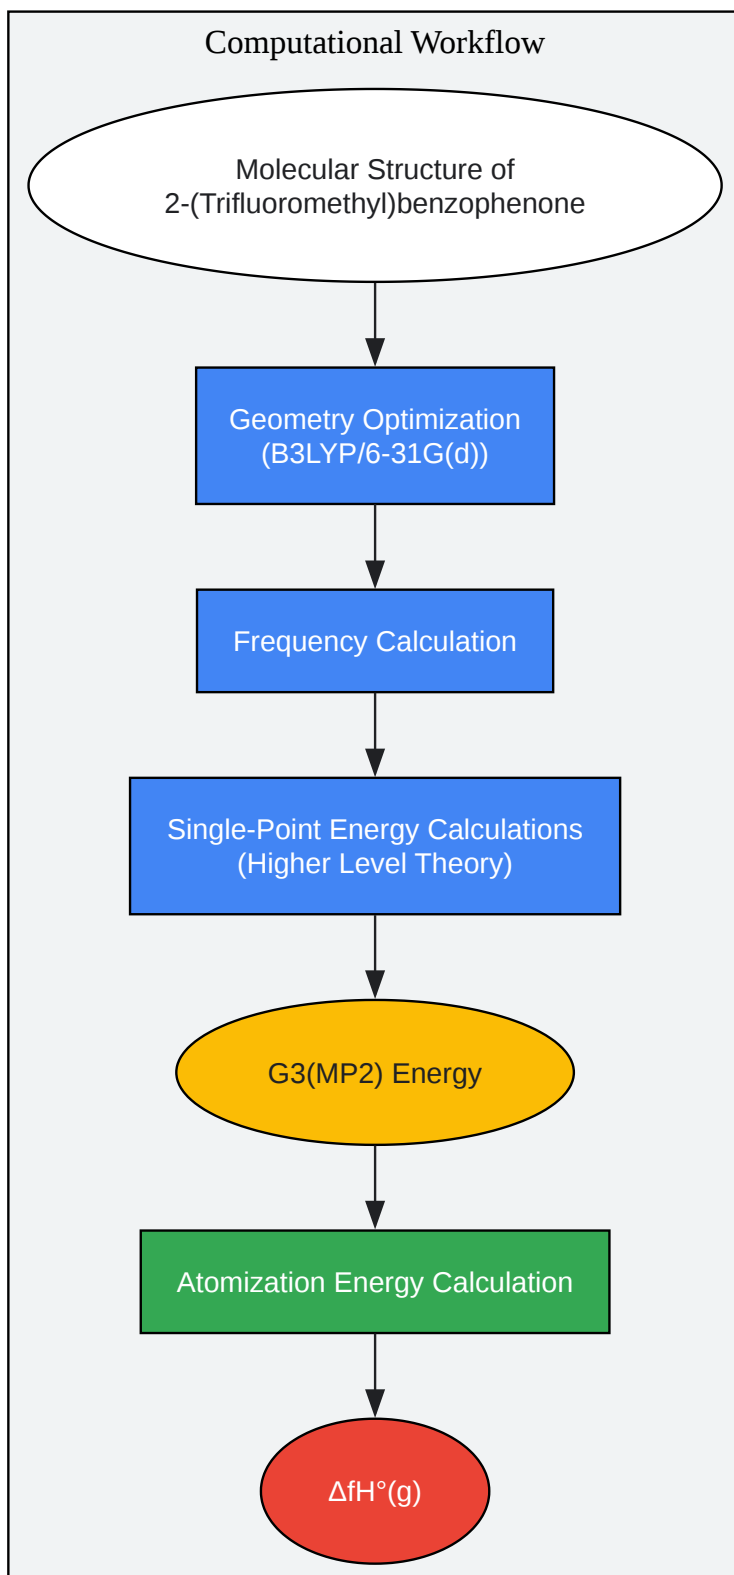 Computational Workflow
Molecular Structure of
2-(Trifluoromethyl)benzophenone
Geometry Optimization
(B3LYP/6-31G(d))
Frequency Calculation
Single-Point Energy Calculations
(Higher Level Theory)
G3(MP2) Energy
Atomization Energy Calculation
ΔfH°(g)